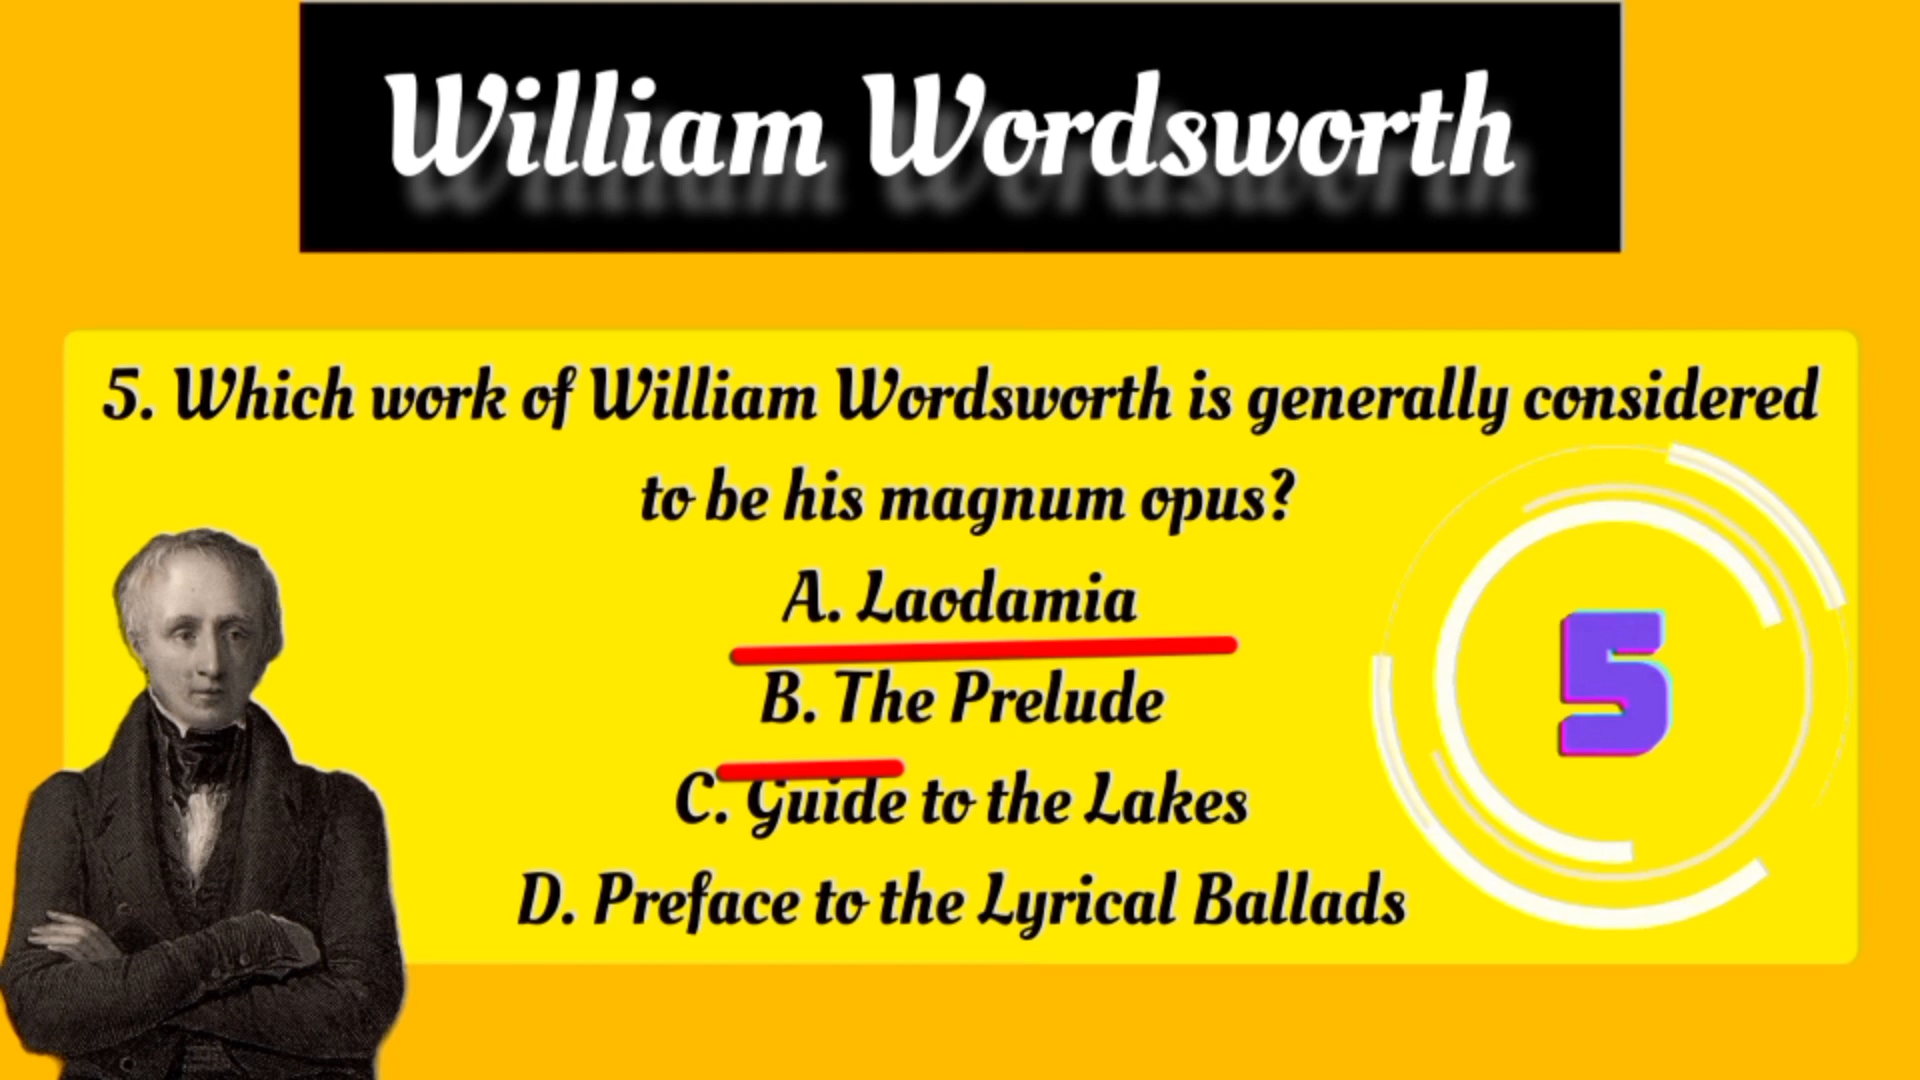 William Wordsworth
5. Which work of William Wordsworth is generally considered
to be his magnum opus?
A. Laodamia
B. The Prelude
5
C. Guide to the Lakes
D. Preface to the Lyrical Ballads